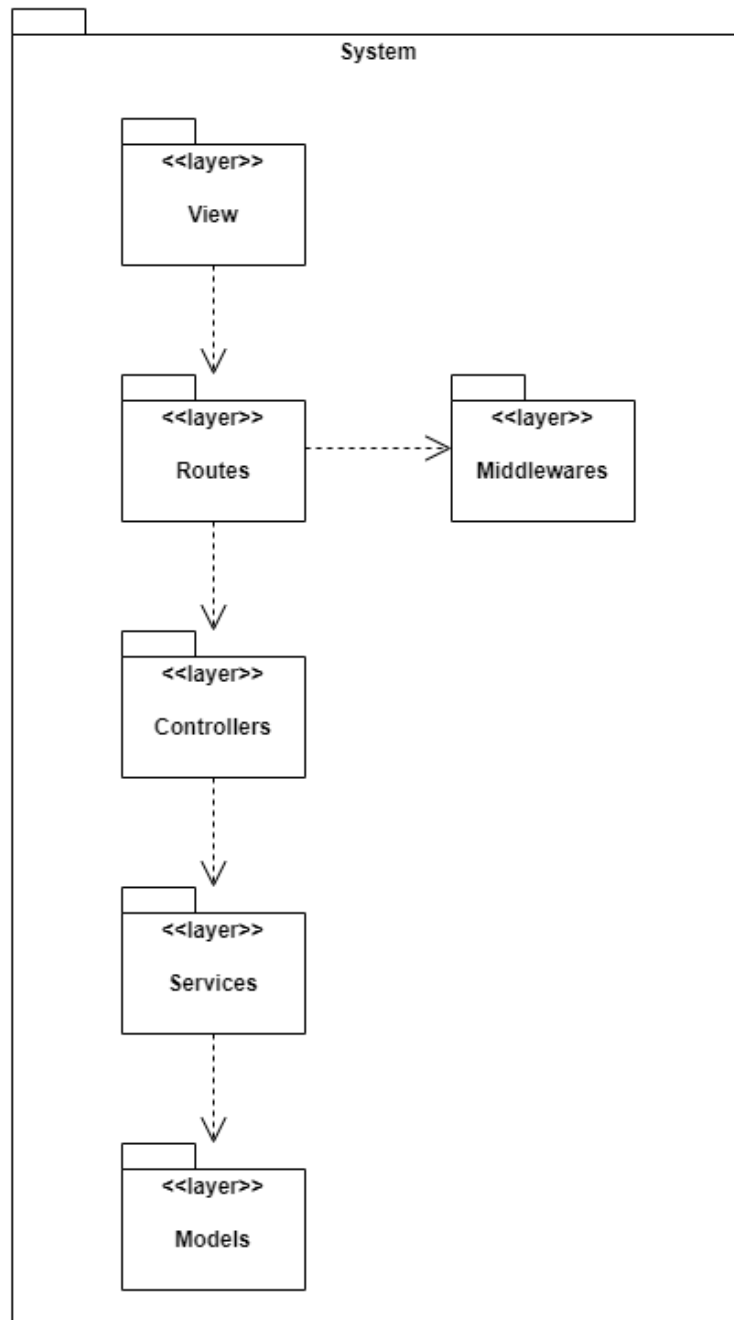 System
<<layer>>
View
<<layer>>
Routes
<<layer>>
Middlewares
<<layer>>
Controllers
<<layer>>
Services
<<layer>>
Models